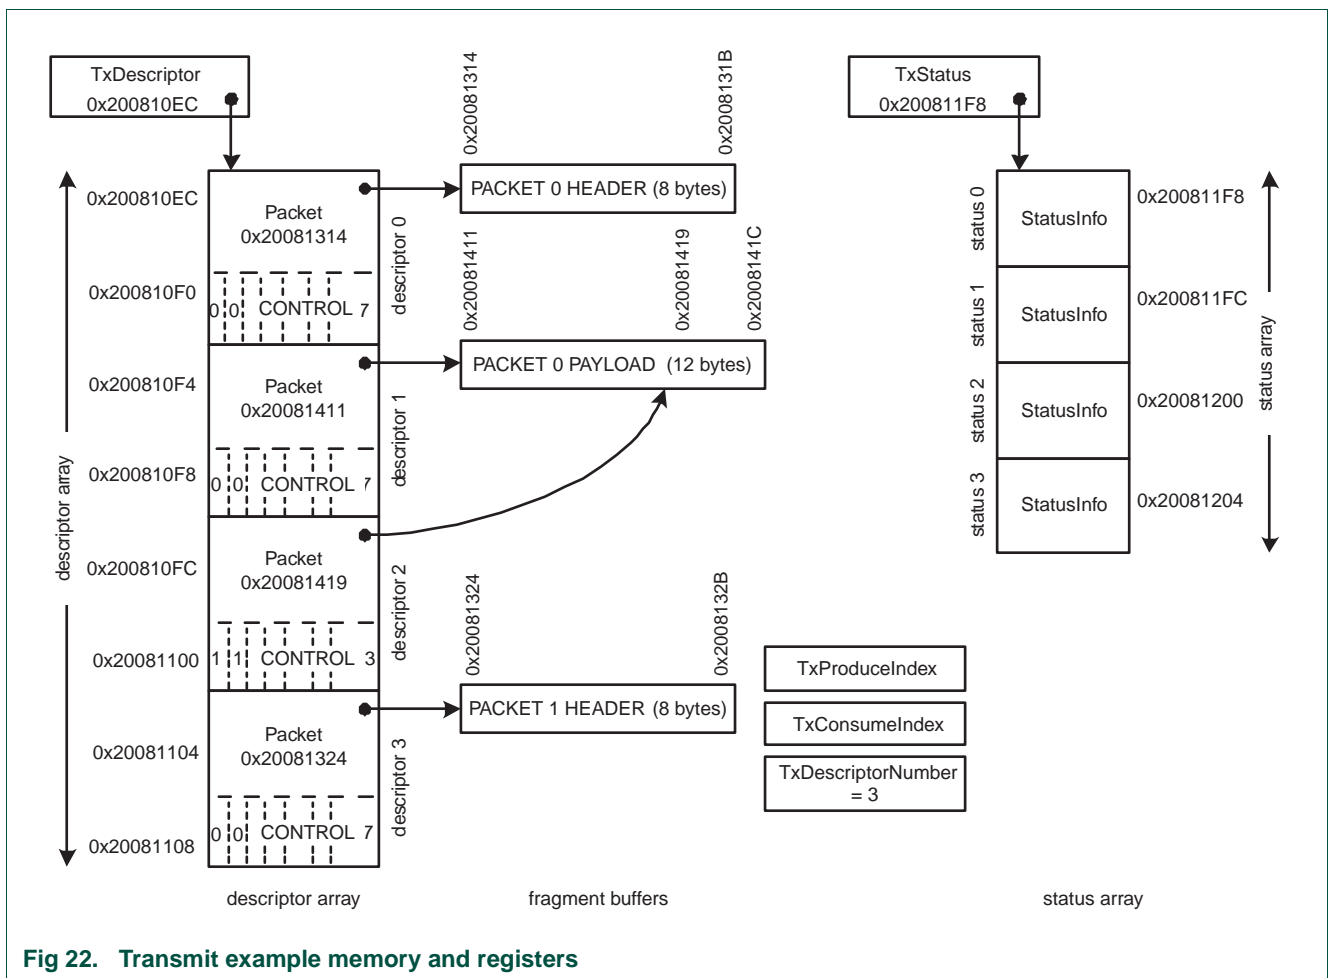 TxDescriptor
0x200810EC
TxStatus
0x200811F8
0x20081314
0x2008131B
PACKET 0 HEADER (8 bytes)
0x200810EC
Packet
0x20081314
descriptor 0
0x200810F0
0 0 CONTROL 7
0x20081411
0x20081419
0x2008141C
PACKET 0 PAYLOAD (12 bytes)
0x200810F4
Packet
0x20081411
descriptor 1
0x200810F8
0 0 CONTROL 7
descriptor array
0x200810FC
Packet
0x20081419
descriptor 2
0x20081100
1 1 CONTROL 3
0x20081324
0x2008132B
PACKET 1 HEADER (8 bytes)
0x20081104
Packet
0x20081324
descriptor 3
0x20081108
0 0 CONTROL 7
status 0
StatusInfo
0x200811F8
status 1
StatusInfo
0x200811FC
status 2
StatusInfo
0x20081200
status 3
StatusInfo
0x20081204
status array
TxProduceIndex
TxConsumeIndex
TxDescriptorNumber
= 3
descriptor array
fragment buffers
status array
Fig 22. Transmit example memory and registers